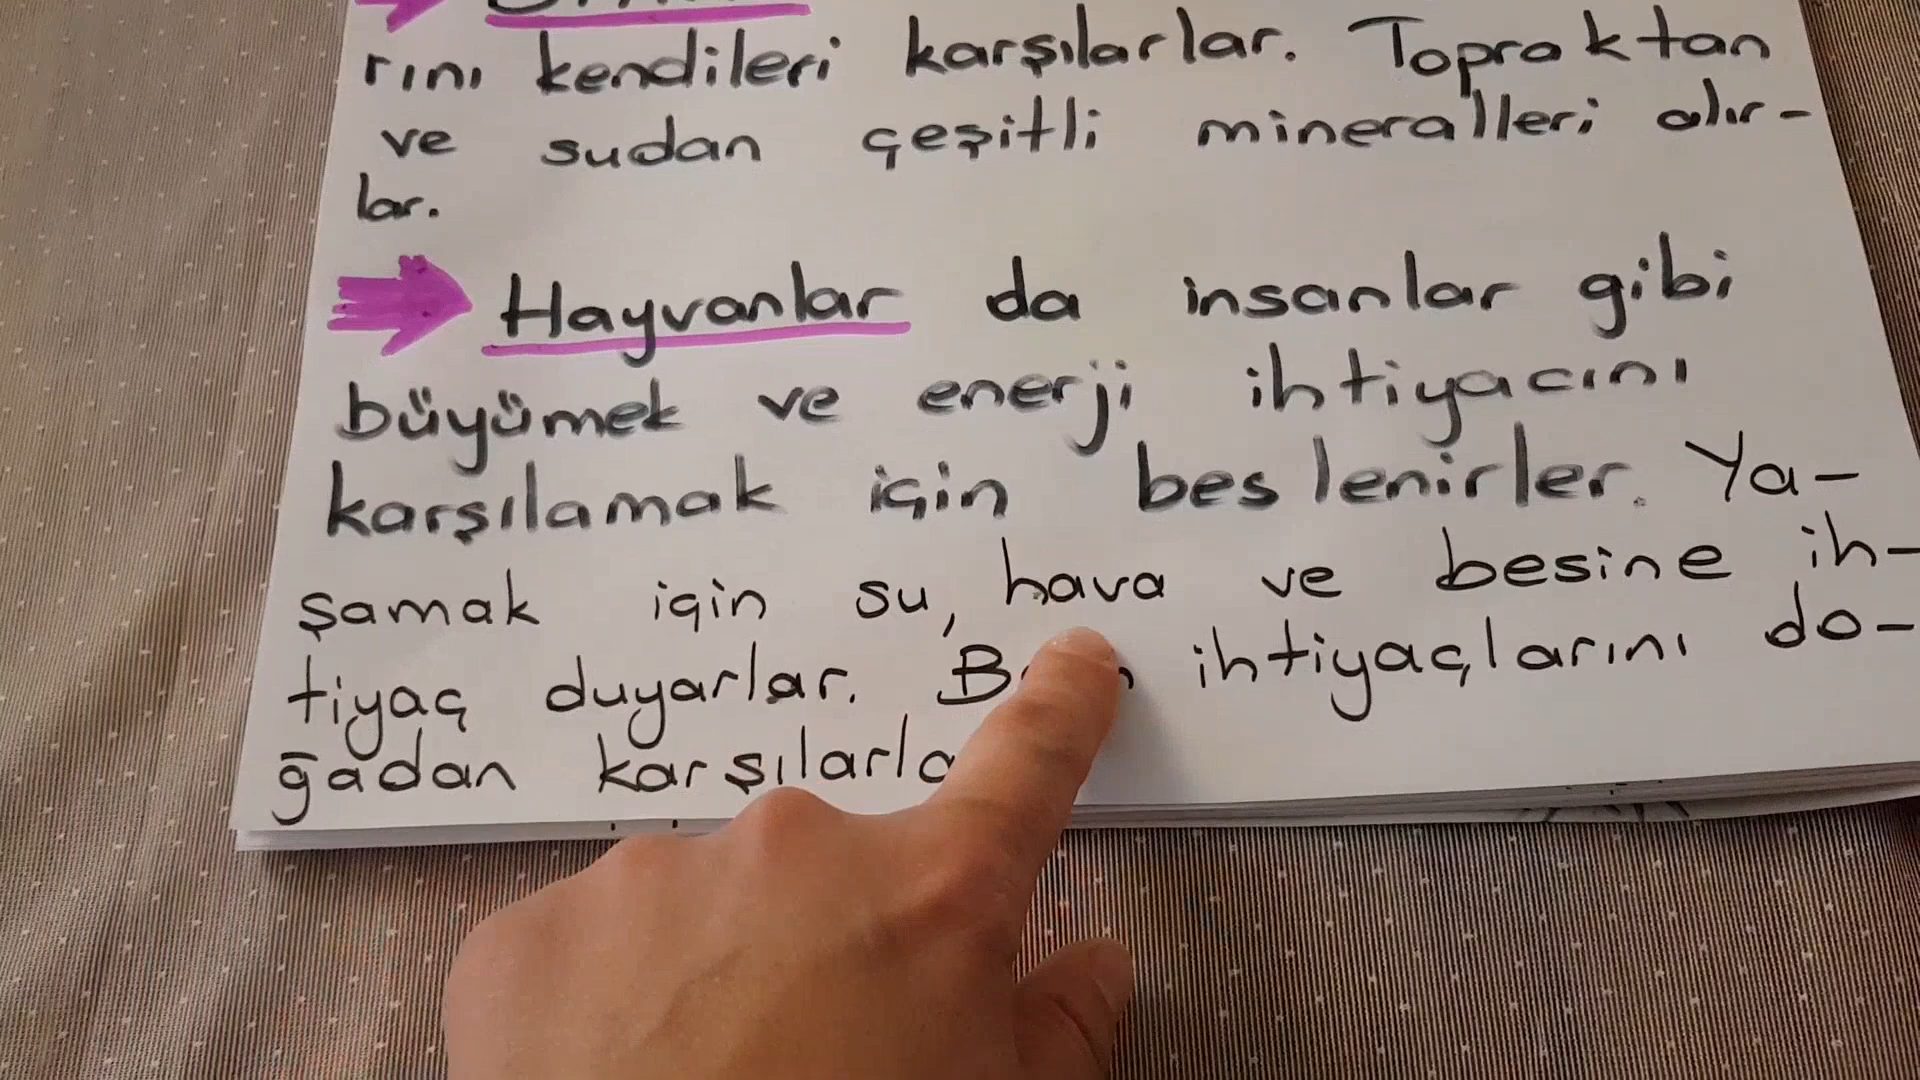 rını kendileri karşılarlar. Topraktan
ve sudan çeşitli mineralleri alır-
lar.
Hayvanlar da insanlar gibi
büyümek ve enerji ihtiyacını
karşılamak için beslenirler. Ya-
şamak için su, hava ve besine ih-
tiyaç duyarlar. ihtiyaçlarını do-
ğadan